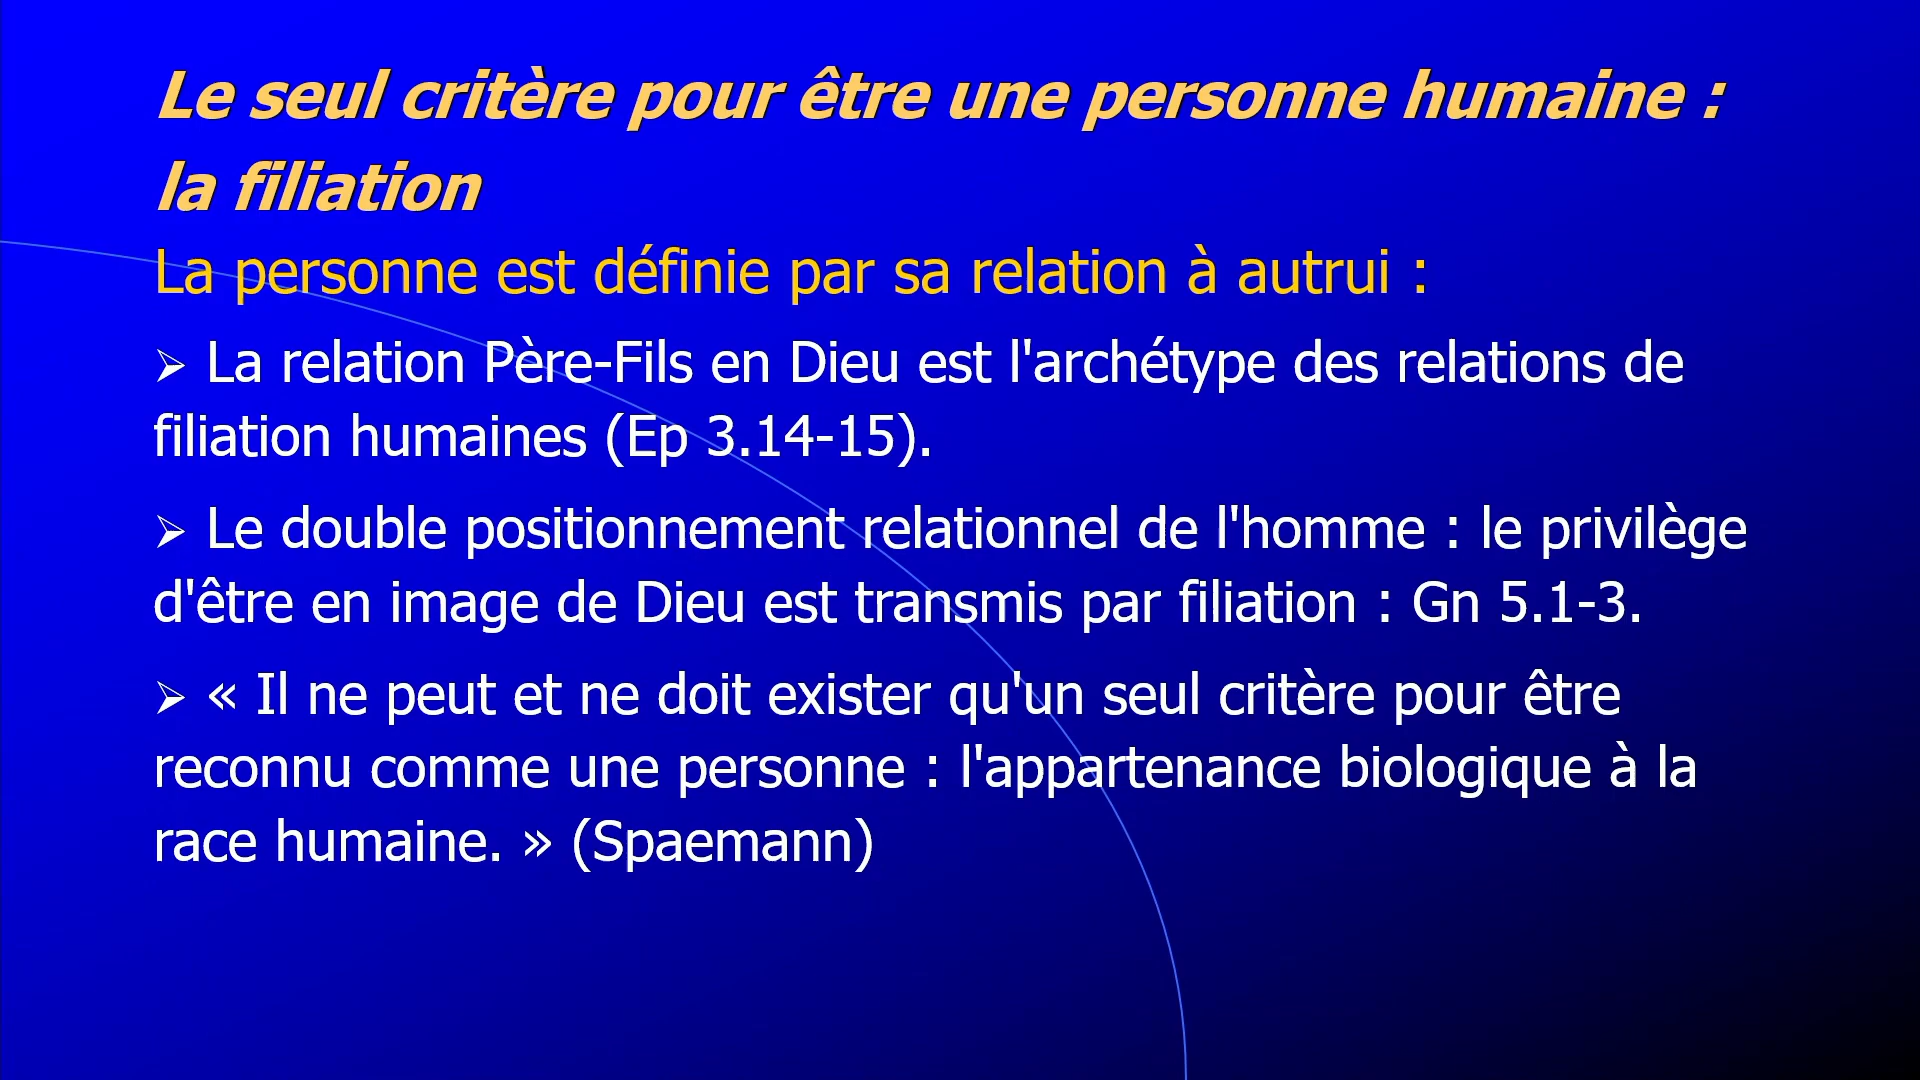 Le seul critère pour être une personne humaine :
la filiation
La personne est définie par sa relation à autrui :
➢ La relation Père-Fils en Dieu est l'archétype des relations de
filiation humaines (Ep 3.14-15).
➢ Le double positionnement relationnel de l'homme : le privilège
d'être en image de Dieu est transmis par filiation : Gn 5.1-3.
➢ « Il ne peut et ne doit exister qu'un seul critère pour être
reconnu comme une personne : l'appartenance biologique à la
race humaine. » (Spaemann)